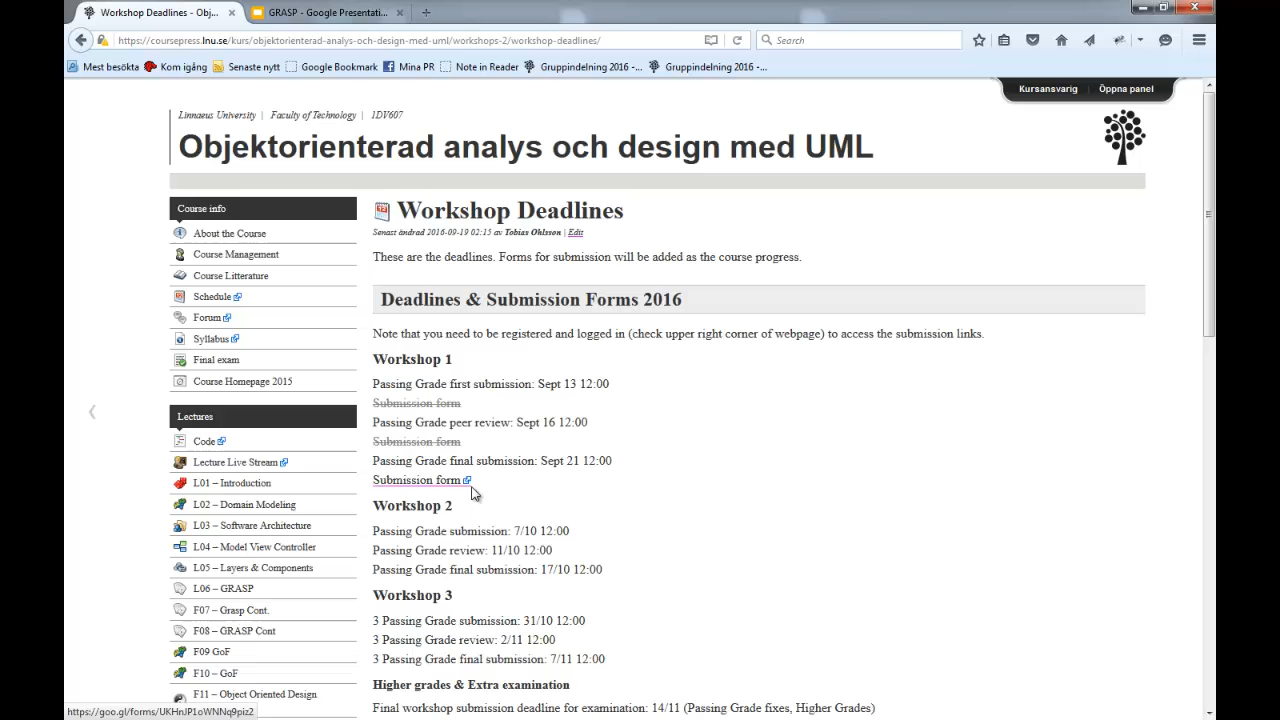 Workshop Deadlines - Obj...
GRASP - Google Presentati...
https://coursepress.lnu.se/kurs/objektorienterad-analys-och-design-med-uml/workshops-2/workshop-deadlines/
Search
Mest besökta
Kom igång
Senaste nytt
Google Bookmark
Mina PR
Note in Reader
Gruppindelning 2016 -...
Gruppindelning 2016 -...
Kursansvarig
Öppna panel
Linnaeus University | Faculty of Technology | 1DV607
Objektorienterad analys och design med UML
Course info
About the Course
Course Management
Course Litterature
Schedule
Forum
Syllabus
Final exam
Course Homepage 2015
Lectures
Code
Lecture Live Stream
L01 – Introduction
L02 – Domain Modeling
L03 – Software Architecture
L04 – Model View Controller
L05 – Layers & Components
L06 – GRASP
F07 – Grasp Cont.
F08 – GRASP Cont
F09 GoF
F10 – GoF
F11 – Object Oriented Design
Workshop Deadlines
Senast ändrad 2016-09-19 02:15 av Tobias Ohlsson | Edit
These are the deadlines. Forms for submission will be added as the course progress.
Deadlines & Submission Forms 2016
Note that you need to be registered and logged in (check upper right corner of webpage) to access the submission links.
Workshop 1
Passing Grade first submission: Sept 13 12:00
Submission form
Passing Grade peer review: Sept 16 12:00
Submission form
Passing Grade final submission: Sept 21 12:00
Submission form
Workshop 2
Passing Grade submission: 7/10 12:00
Passing Grade review: 11/10 12:00
Passing Grade final submission: 17/10 12:00
Workshop 3
3 Passing Grade submission: 31/10 12:00
3 Passing Grade review: 2/11 12:00
3 Passing Grade final submission: 7/11 12:00
Higher grades & Extra examination
Final workshop submission deadline for examination: 14/11 (Passing Grade fixes, Higher Grades)
https://goo.gl/forms/UKHnJP1oWNNq9piz2